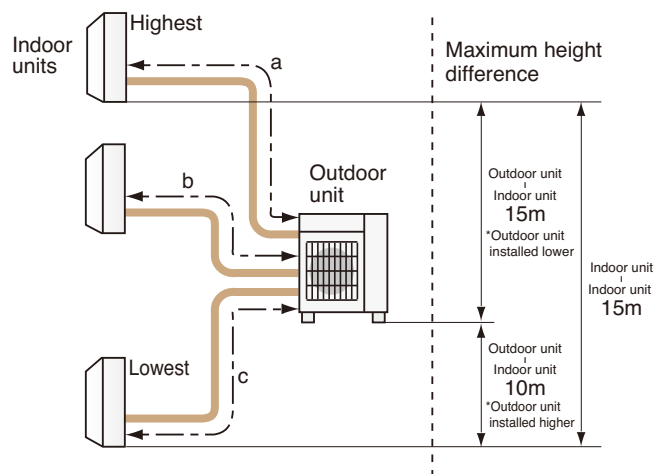 Indoor
units
Highest
a
b
Outdoor
unit
Lowest
c
Maximum height
difference
Outdoor unit
Indoor unit
15m
*Outdoor unit
installed lower
Indoor unit
Indoor unit
15m
Outdoor unit
Indoor unit
10m
*Outdoor unit
installed higher